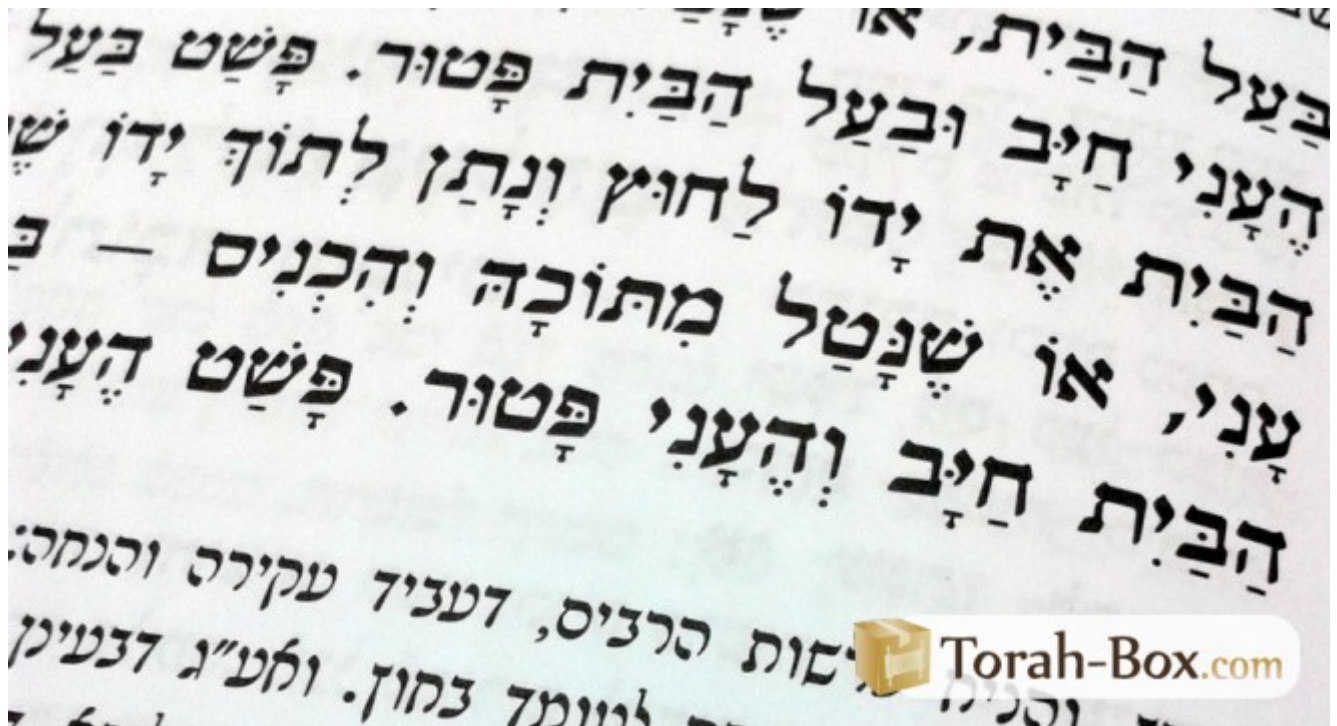 בַּעַל הַבַּיִת, אוֹ
הֶעָנִי חַיָּב וּבַעַל הַבַּיִת פָּטוּר. פָּשַׁט בַּעַל
הַבַּיִת אֶת יָדוֹ לַחוּץ וְנָתַן לְתוֹךְ יָדוֹ שֶׁ
עָנִי, אוֹ שֶׁנָּטַל מִתּוֹכָהּ וְהִכְנִיס — בַּ
הַבַּיִת חַיָּב וְהֶעָנִי פָּטוּר. פָּשַׁט הֶעָנִי
הרבים, דעביד עקירה והנחה:
לעומד בחוץ. ואע"ג דבעינן
Torah-Box.com